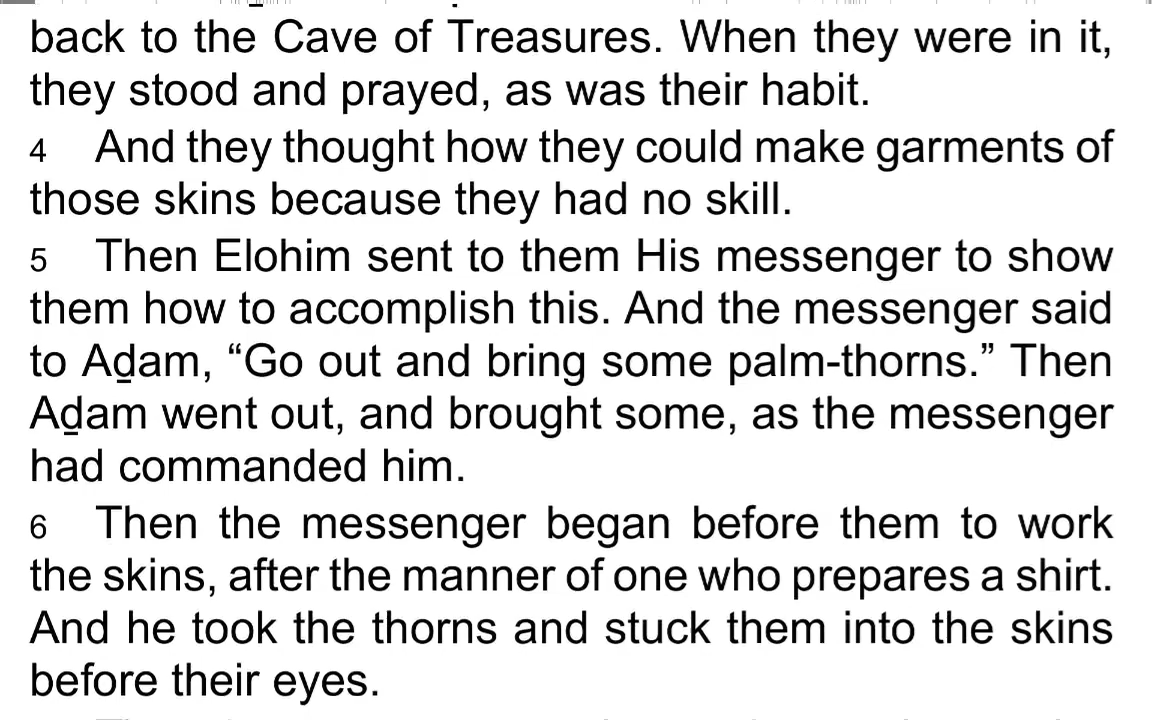 back to the Cave of Treasures. When they were in it,
they stood and prayed, as was their habit.
4 And they thought how they could make garments of
those skins because they had no skill.
5 Then Elohim sent to them His messenger to show
them how to accomplish this. And the messenger said
to Aḏam, “Go out and bring some palm-thorns.” Then
Aḏam went out, and brought some, as the messenger
had commanded him.
6 Then the messenger began before them to work
the skins, after the manner of one who prepares a shirt.
And he took the thorns and stuck them into the skins
before their eyes.